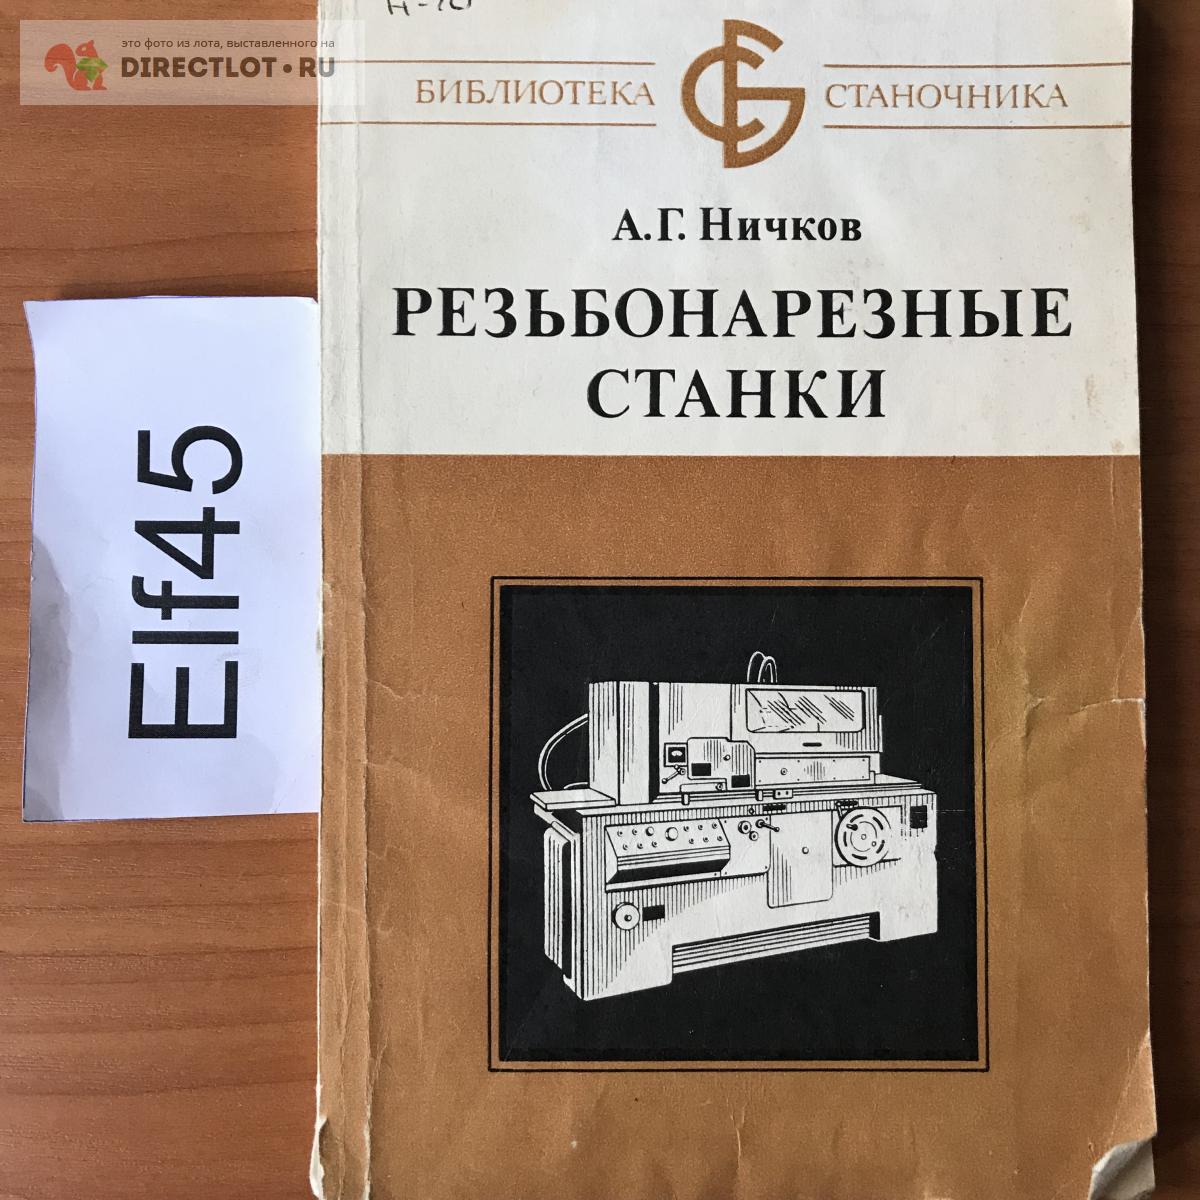 это фото из лота, выставленного на
DIRECTLOT.RU
БИБЛИОТЕКА СТАНОЧНИКА
А.Г. Ничков
РЕЗЬБОНАРЕЗНЫЕ
СТАНКИ
Elf45